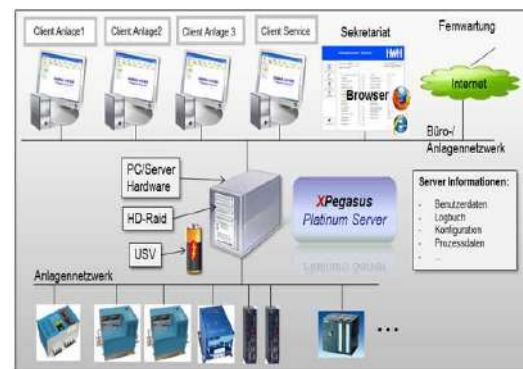 Client Anlage1
Client Anlage2
Client Anlage 3
Client Service
Sekretariat
Fernwartung
HWH
Browser
Internet
Büro-/
Anlagennetzwerk
PC/Server
Hardware
HD-Raid
USV
XPegasus
Platinum Server
Server Informationen:
- Benutzerdaten
- Logbuch
- Konfiguration
- Prozessdaten
- ...
Anlagennetzwerk
...